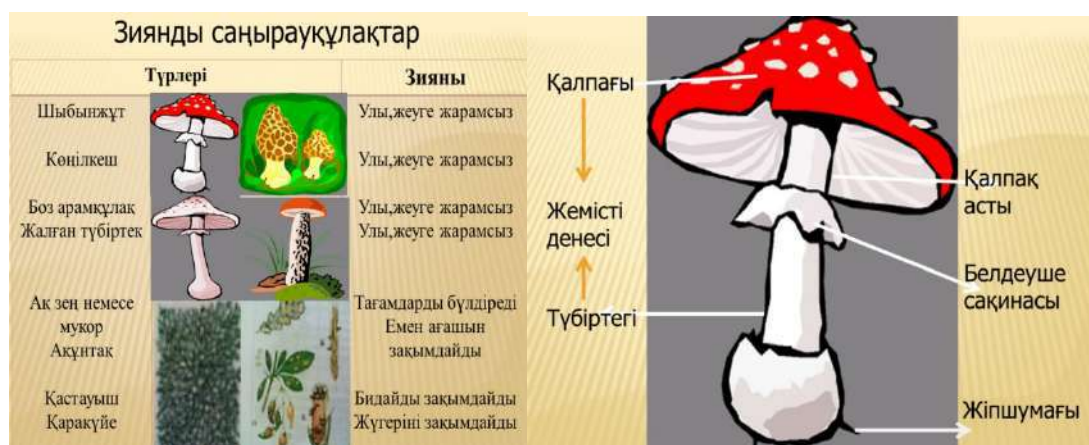 Зиянды саңырауқұлақтар
Түрлері
Зияны
Шыбынжұт
Улы,жеуге жарамсыз
Көнілкеш
Улы,жеуге жарамсыз
Боз арамқұлақ
Улы,жеуге жарамсыз
Жалған түбіртек
Улы,жеуге жарамсыз
Ақ зең немесе
Тағамдарды бүлдіреді
мукор
Емен ағашын
Ақұнтақ
зақымдайды
Қастауыш
Бидайды зақымдайды
Қаракүйе
Жүгеріні зақымдайды
Қалпағы
Жемісті
денесі
Түбіртегі
Қалпақ
асты
Белдеуше
сақинасы
Жіпшумағы